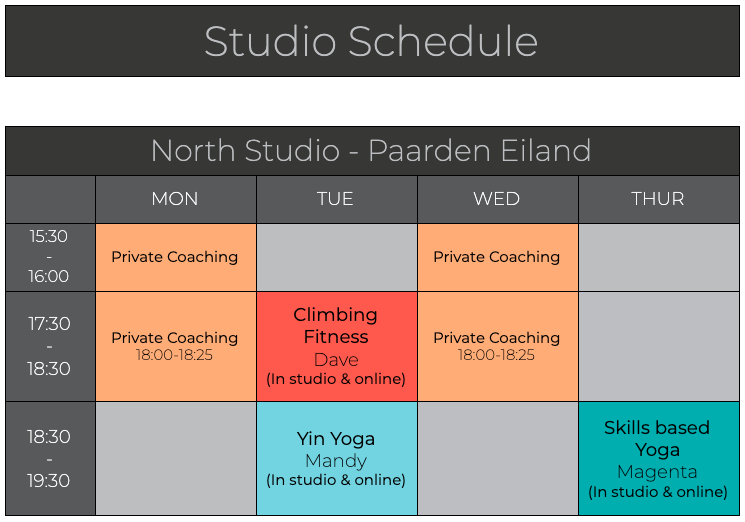 Studio Schedule
North Studio - Paarden Eiland
MON TUE WED THUR
15:30
-
16:00
Private Coaching
Private Coaching
17:30
-
18:30
Private Coaching
18:00-18:25
Climbing
Fitness
Dave
(In studio & online)
Private Coaching
18:00-18:25
18:30
-
19:30
Yin Yoga
Mandy
(In studio & online)
Skills based
Yoga
Magenta
(In studio & online)